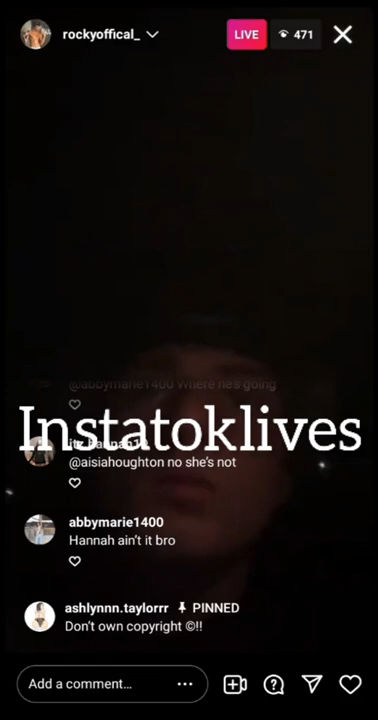 rockyoffical_
LIVE
471
@abbymarie1400 Where he's going
Instatoklives
@aisiahoughton no she's not
abbymarie1400
Hannah ain't it bro
ashlynnn.taylorrr PINNED
Don't own copyright ©!!
Add a comment...